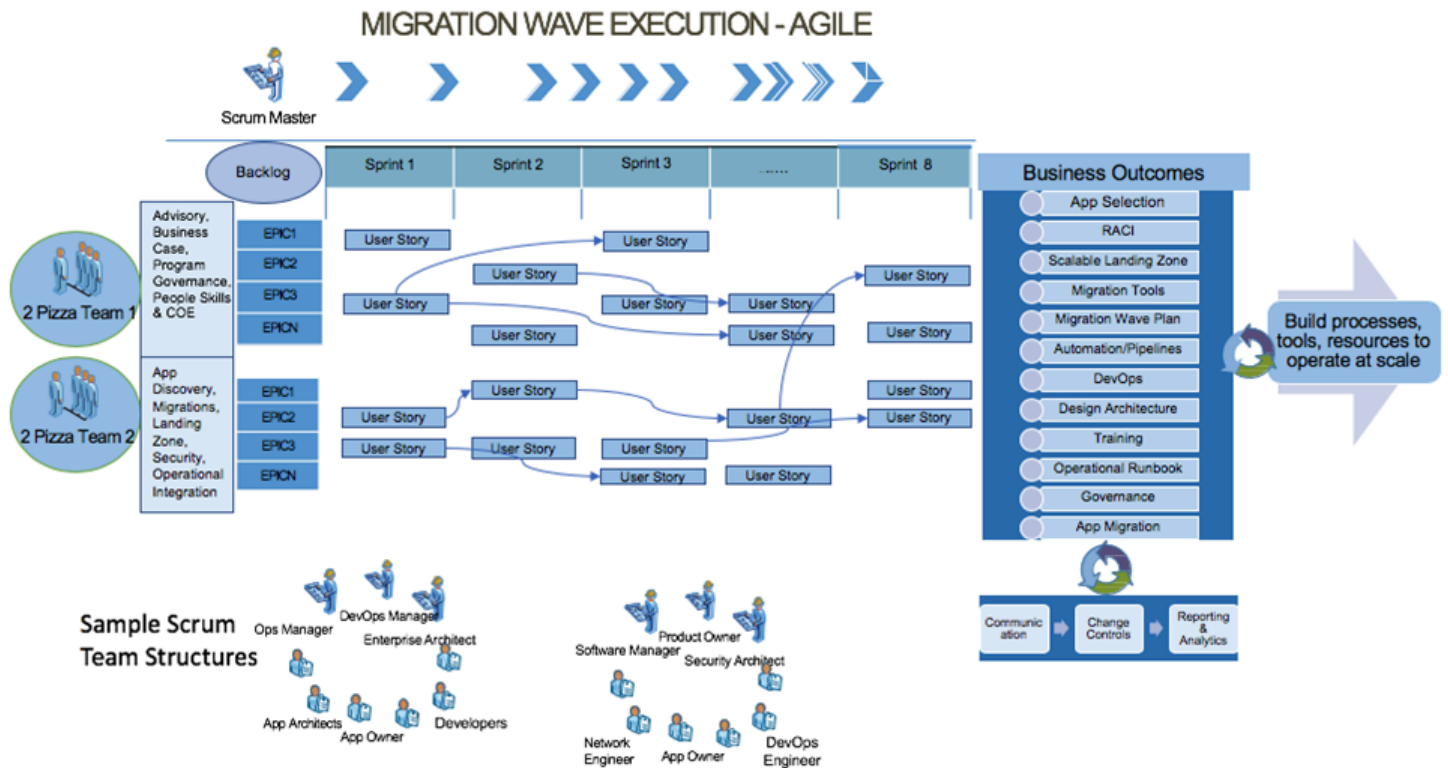 MIGRATION WAVE EXECUTION - AGILE
Scrum Master
Backlog
Sprint 1
Sprint 2
Sprint 3
.......
Sprint 8
2 Pizza Team 1
Advisory,
Business
Case,
Program
Governance,
People Skills
& COE
EPIC1
EPIC2
EPIC3
EPICN
User Story
User Story
User Story
User Story
User Story
User Story
User Story
User Story
User Story
User Story
2 Pizza Team 2
App
Discovery,
Migrations,
Landing
Zone,
Security,
Operational
Integration
EPIC1
EPIC2
EPIC3
EPICN
User Story
User Story
User Story
User Story
User Story
User Story
User Story
User Story
User Story
User Story
Business Outcomes
App Selection
RACI
Scalable Landing Zone
Migration Tools
Migration Wave Plan
Automation/Pipelines
DevOps
Design Architecture
Training
Operational Runbook
Governance
App Migration
Build processes,
tools, resources to
operate at scale
Communic
ation
Change
Controls
Reporting
&
Analytics
Sample Scrum
Team Structures
Ops Manager
DevOps Manager
Enterprise Architect
App Architects
App Owner
Developers
Software Manager
Product Owner
Security Architect
Network
Engineer
App Owner
DevOps
Engineer